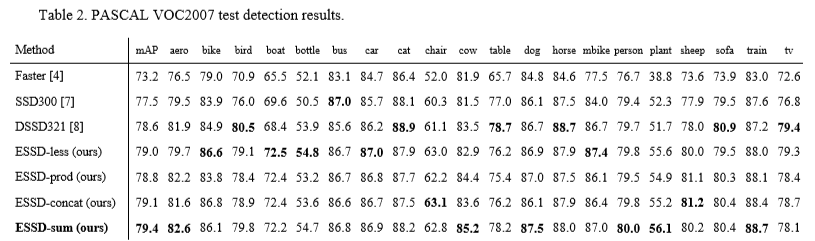 Table 2. PASCAL VOC2007 test detection results.
Method mAP aero bike bird boat bottle bus car cat chair cow table dog horse mbike person plant sheep sofa train tv
Faster [4] 73.2 76.5 79.0 70.9 65.5 52.1 83.1 84.7 86.4 52.0 81.9 65.7 84.8 84.6 77.5 76.7 38.8 73.6 73.9 83.0 72.6
SSD300 [7] 77.5 79.5 83.9 76.0 69.6 50.5 87.0 85.7 88.1 60.3 81.5 77.0 86.1 87.5 84.0 79.4 52.3 77.9 79.5 87.6 76.8
DSSD321 [8] 78.6 81.9 84.9 80.5 68.4 53.9 85.6 86.2 88.9 61.1 83.5 78.7 86.7 88.7 86.7 79.7 51.7 78.0 80.9 87.2 79.4
ESSD-less (ours) 79.0 79.7 86.6 79.1 72.5 54.8 86.7 87.0 87.9 63.0 82.9 76.2 86.9 87.9 87.4 79.8 55.6 80.0 79.5 88.0 79.3
ESSD-prod (ours) 78.8 82.2 83.8 78.4 72.4 53.2 86.7 86.8 87.7 62.2 84.4 75.4 87.0 87.5 86.1 79.5 54.9 81.1 80.3 88.1 78.4
ESSD-concat (ours) 79.1 81.6 86.8 78.9 72.4 53.6 86.6 86.7 87.5 63.1 83.6 76.2 86.1 87.9 86.4 79.8 55.2 81.2 80.4 88.4 78.7
ESSD-sum (ours) 79.4 82.6 86.1 79.8 72.2 54.7 86.8 86.9 88.2 62.8 85.2 78.2 87.5 88.0 87.0 80.0 56.1 80.2 80.4 88.7 78.1